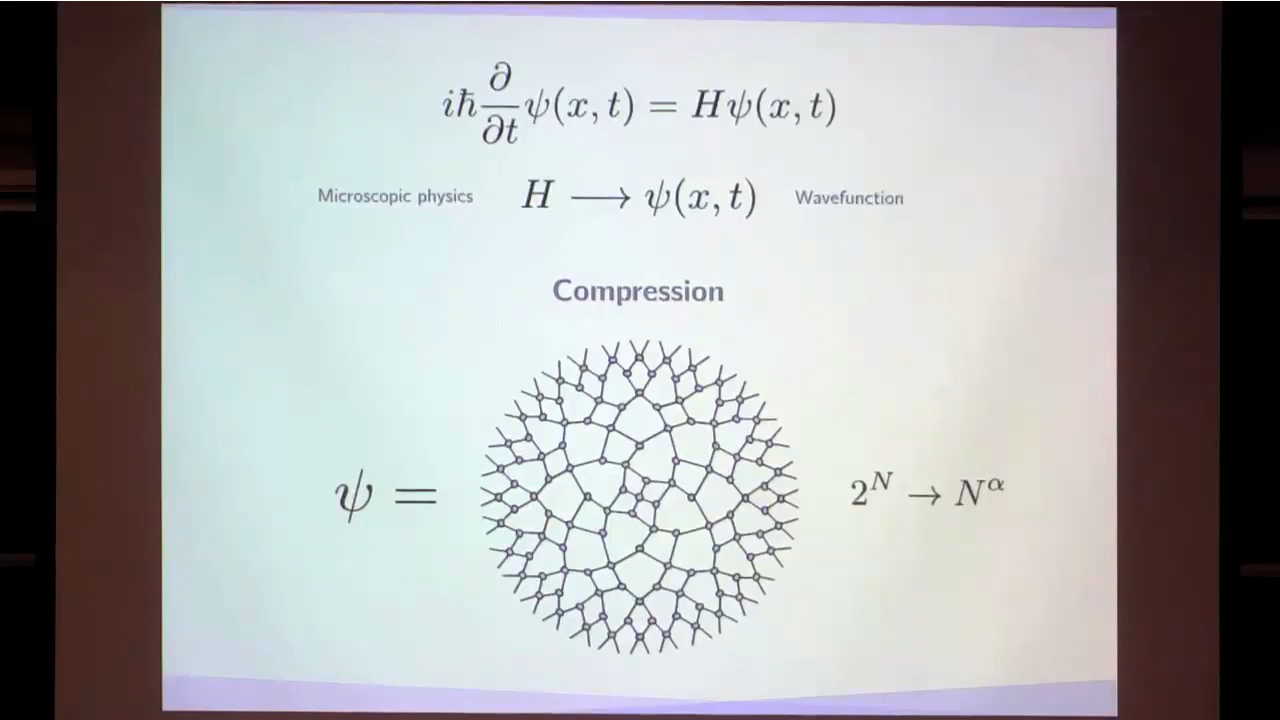 iħ ∂/∂t ψ(x, t) = Hψ(x, t)
Microscopic physics H ⟶ ψ(x, t) Wavefunction
Compression
ψ = 2^N → N^α